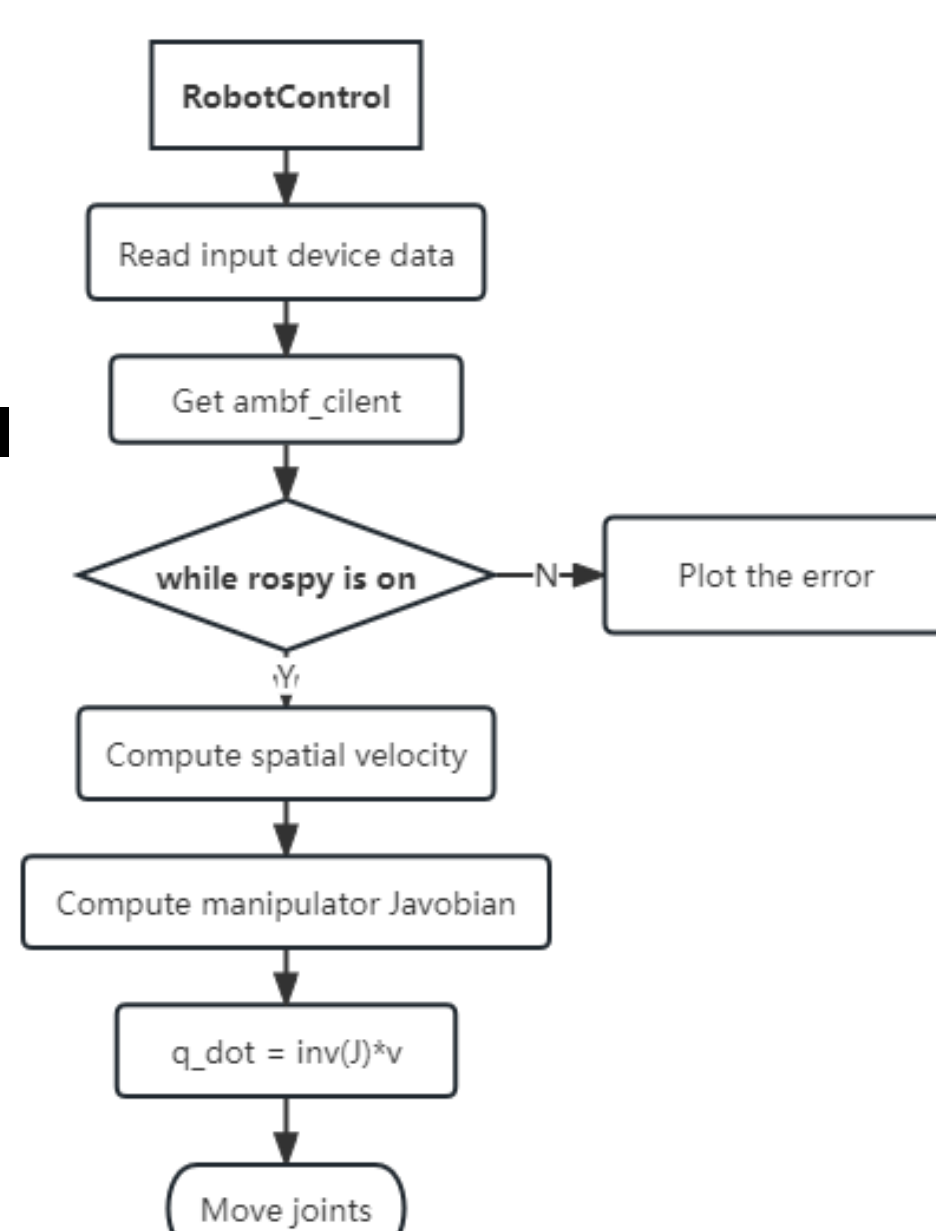 RobotControl
Read input device data
Get ambf_cilent
while rospy is on
N
Plot the error
Y
Compute spatial velocity
Compute manipulator Javobian
q_dot = inv(J)*v
Move joints